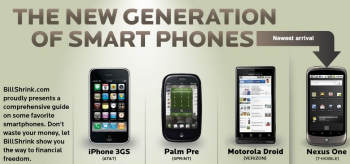 THE NEW GENERATION
OF SMART PHONES
Newest arrival
BillShrink.com
proudly presents a
comprehensive guide
on some favorite
smartphones. Don't
waste your money, let
BillShrink show you
the way to financial
freedom.
iPhone 3GS
(AT&T)
Palm Pre
(SPRINT)
Motorola Droid
(VERIZON)
Nexus One
(T-MOBILE)